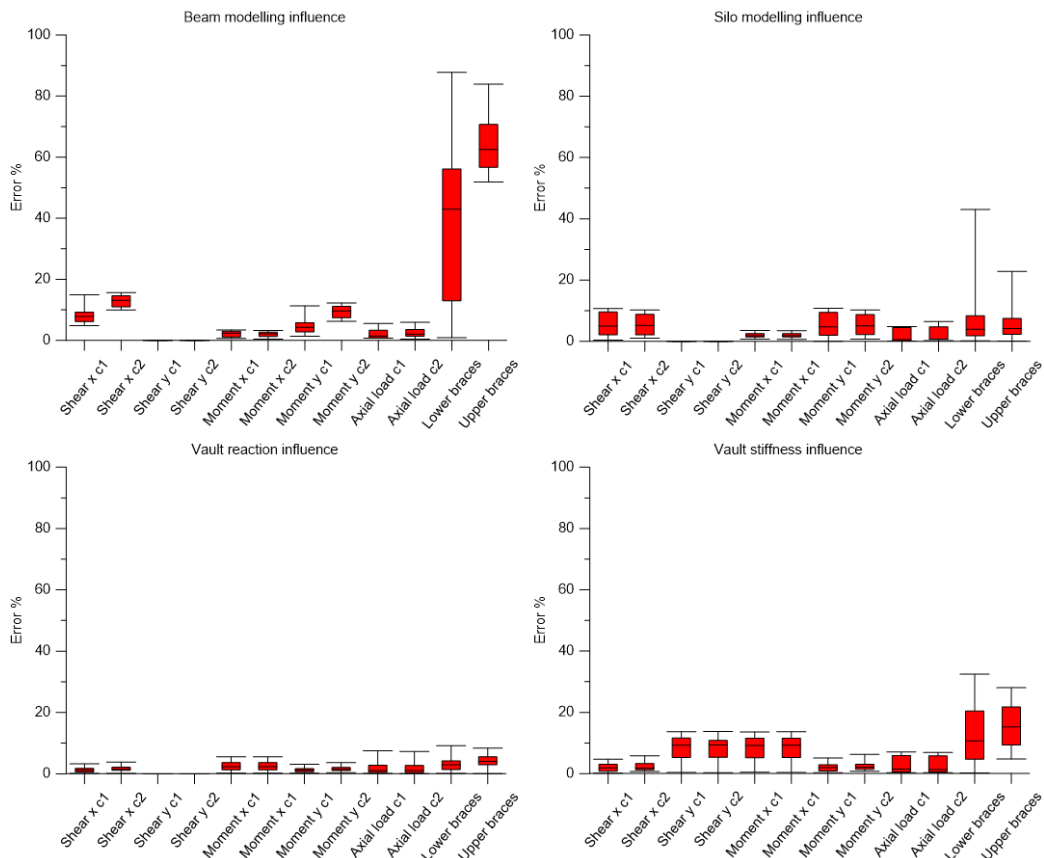 Beam modelling influence
100
80
60
40
20
0
Error %
Shear x c1
Shear x c2
Shear y c1
Shear y c2
Moment x c1
Moment x c2
Moment y c1
Moment y c2
Axial load c1
Axial load c2
Lower braces
Upper braces
Silo modelling influence
100
80
60
40
20
0
Error %
Shear x c1
Shear x c2
Shear y c1
Shear y c2
Moment x c1
Moment x c1
Moment y c1
Moment y c2
Axial load c1
Axial load c2
Lower braces
Upper braces
Vault reaction influence
100
80
60
40
20
0
Error %
Shear x c1
Shear x c2
Shear y c1
Shear y c2
Moment x c1
Moment x c1
Moment y c1
Moment y c2
Axial load c1
Axial load c2
Lower braces
Upper braces
Vault stiffness influence
100
80
60
40
20
0
Error %
Shear x c1
Shear x c2
Shear y c1
Shear y c2
Moment x c1
Moment x c1
Moment y c1
Moment y c2
Axial load c1
Axial load c2
Lower braces
Upper braces